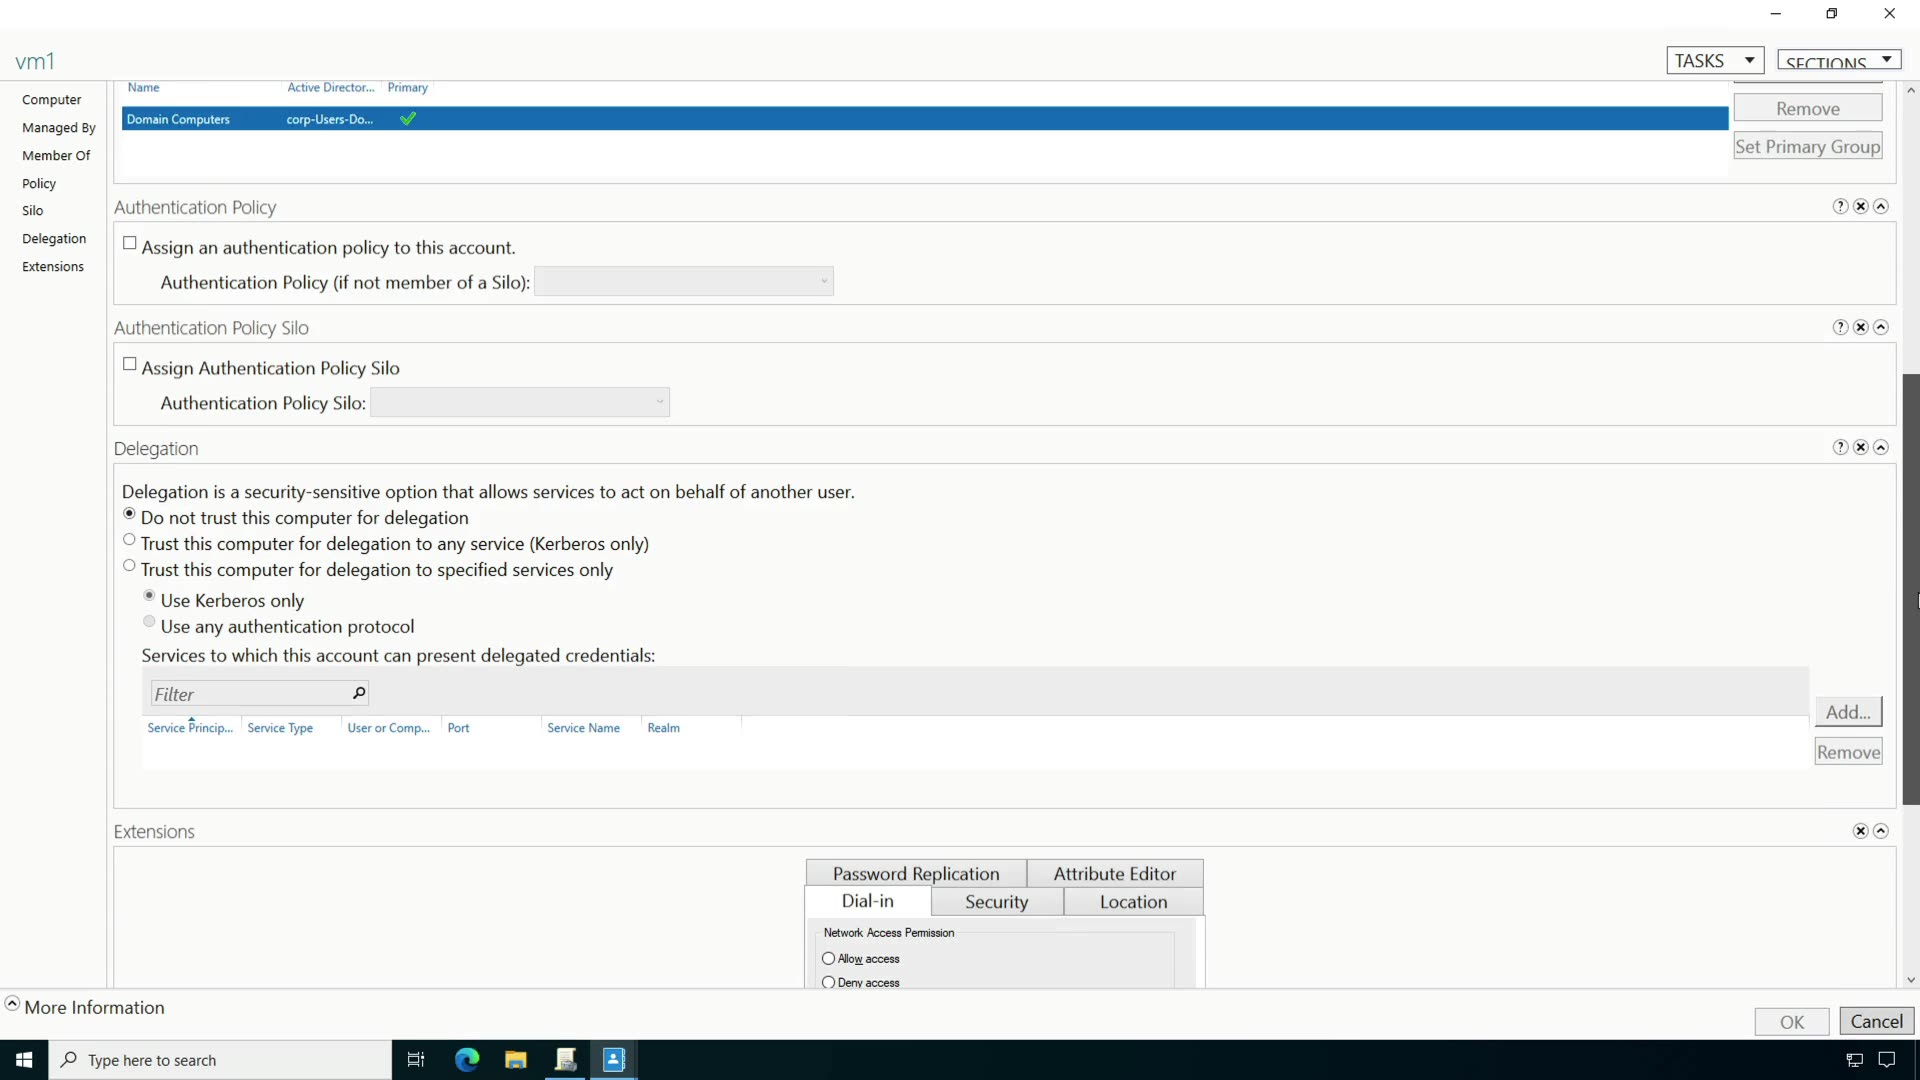 vm1
TASKS
SECTIONS
Computer
Managed By
Member Of
Policy
Silo
Delegation
Extensions
Name Active Director... Primary
Domain Computers corp-Users-Do...
Remove
Set Primary Group
Authentication Policy
Assign an authentication policy to this account.
Authentication Policy (if not member of a Silo):
Authentication Policy Silo
Assign Authentication Policy Silo
Authentication Policy Silo:
Delegation
Delegation is a security-sensitive option that allows services to act on behalf of another user.
Do not trust this computer for delegation
Trust this computer for delegation to any service (Kerberos only)
Trust this computer for delegation to specified services only
Use Kerberos only
Use any authentication protocol
Services to which this account can present delegated credentials:
Filter
Service Princip... Service Type User or Comp... Port Service Name Realm
Add...
Remove
Extensions
Password Replication Attribute Editor
Dial-in Security Location
Network Access Permission
Allow access
Deny access
More Information
OK Cancel
Type here to search